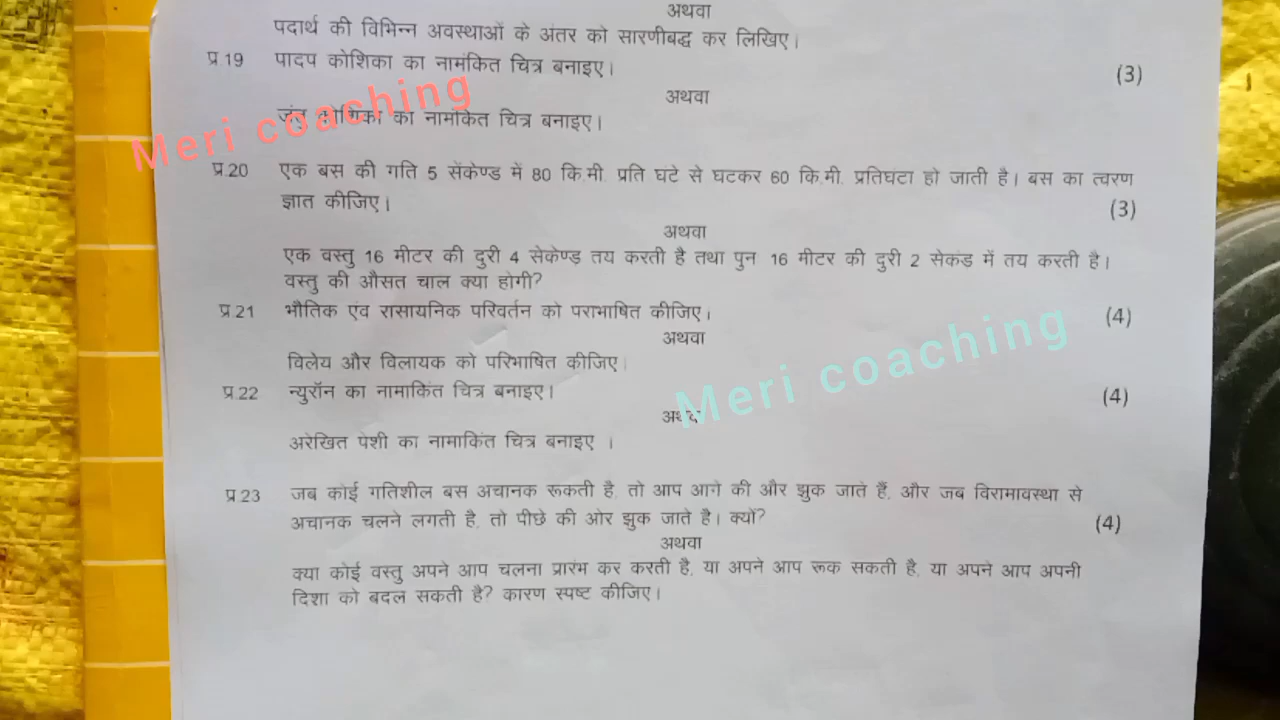 अथवा
पदार्थ की विभिन्न अवस्थाओं के अंतर को सारणीबद्ध कर लिखिए।
प्र.19 पादप कोशिका का नामंकित चित्र बनाइए। (3)
अथवा
जंतु कोशिका का नामंकित चित्र बनाइए।
Meri coaching
प्र.20 एक बस की गति 5 सेंकेण्ड में 80 कि.मी. प्रति घंटे से घटकर 60 कि.मी. प्रतिघंटा हो जाती है। बस का त्वरण
ज्ञात कीजिए। (3)
अथवा
एक वस्तु 16 मीटर की दुरी 4 सेकेण्ड़ तय करती है तथा पुन 16 मीटर की दुरी 2 सेकंड़ में तय करती है।
वस्तु की औसत चाल क्या होगी?
प्र.21 भौतिक एंव रासायनिक परिवर्तन को पराभाषित कीजिए। (4)
अथवा
विलेय और विलायक को परिभाषित कीजिए।
Meri coaching
प्र.22 न्युरॉन का नामाकिंत चित्र बनाइए। (4)
अथवा
अरेखित पेशी का नामाकिंत चित्र बनाइए ।
प्र.23 जब कोई गतिशील बस अचानक रूकती है, तो आप आगे की और झुक जाते हैं, और जब विरामावस्था से
अचानक चलने लगती है, तो पीछे की ओर झुक जाते है। क्यों? (4)
अथवा
क्या कोई वस्तु अपने आप चलना प्रारंभ कर करती है, या अपने आप रूक सकती है, या अपने आप अपनी
दिशा को बदल सकती है? कारण स्पष्ट कीजिए।